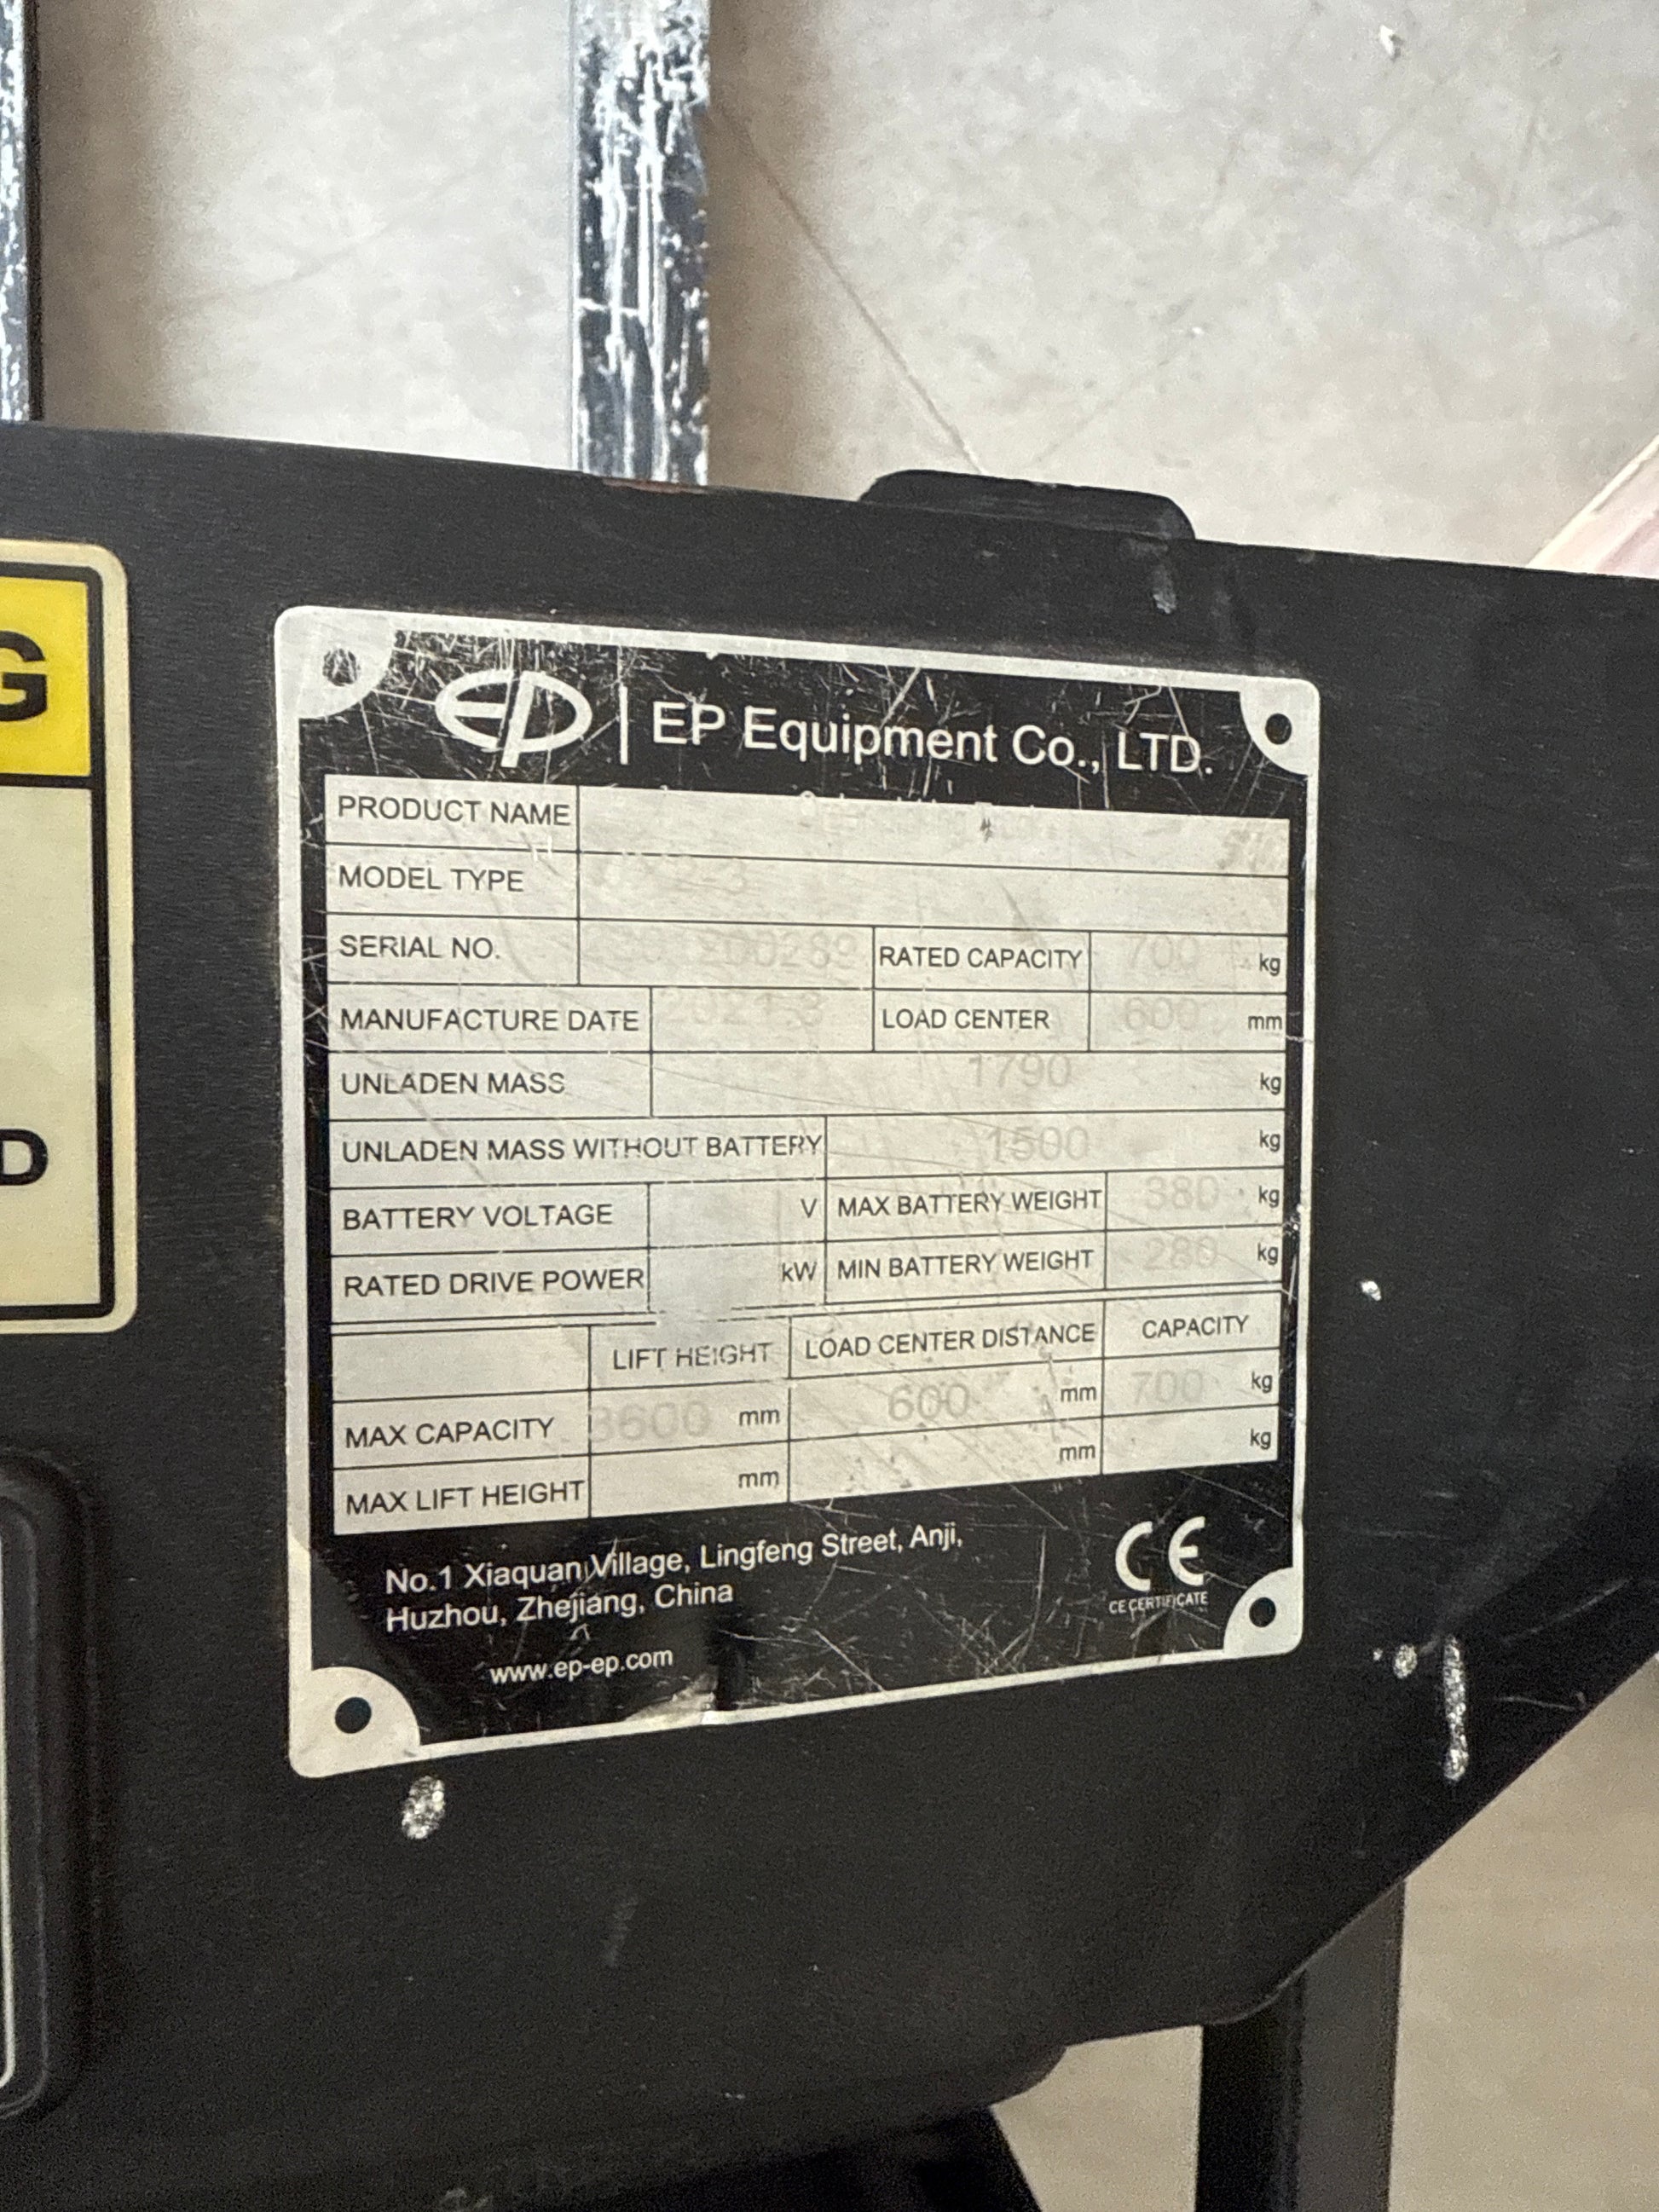 G
D
EP | EP Equipment Co., LTD.
PRODUCT NAME
MODEL TYPE
SERIAL NO. RATED CAPACITY 700 kg
MANUFACTURE DATE 2021-3 LOAD CENTER 600 mm
UNLADEN MASS 1790 kg
UNLADEN MASS WITHOUT BATTERY 1500 kg
BATTERY VOLTAGE V MAX BATTERY WEIGHT 380 kg
RATED DRIVE POWER kW MIN BATTERY WEIGHT 280 kg
LIFT HEIGHT LOAD CENTER DISTANCE CAPACITY
MAX CAPACITY 3600 mm 600 mm 700 kg
MAX LIFT HEIGHT mm mm kg
No.1 Xiaquan Village, Lingfeng Street, Anji,
Huzhou, Zhejiang, China
www.ep-ep.com
CE
CE CERTIFICATE